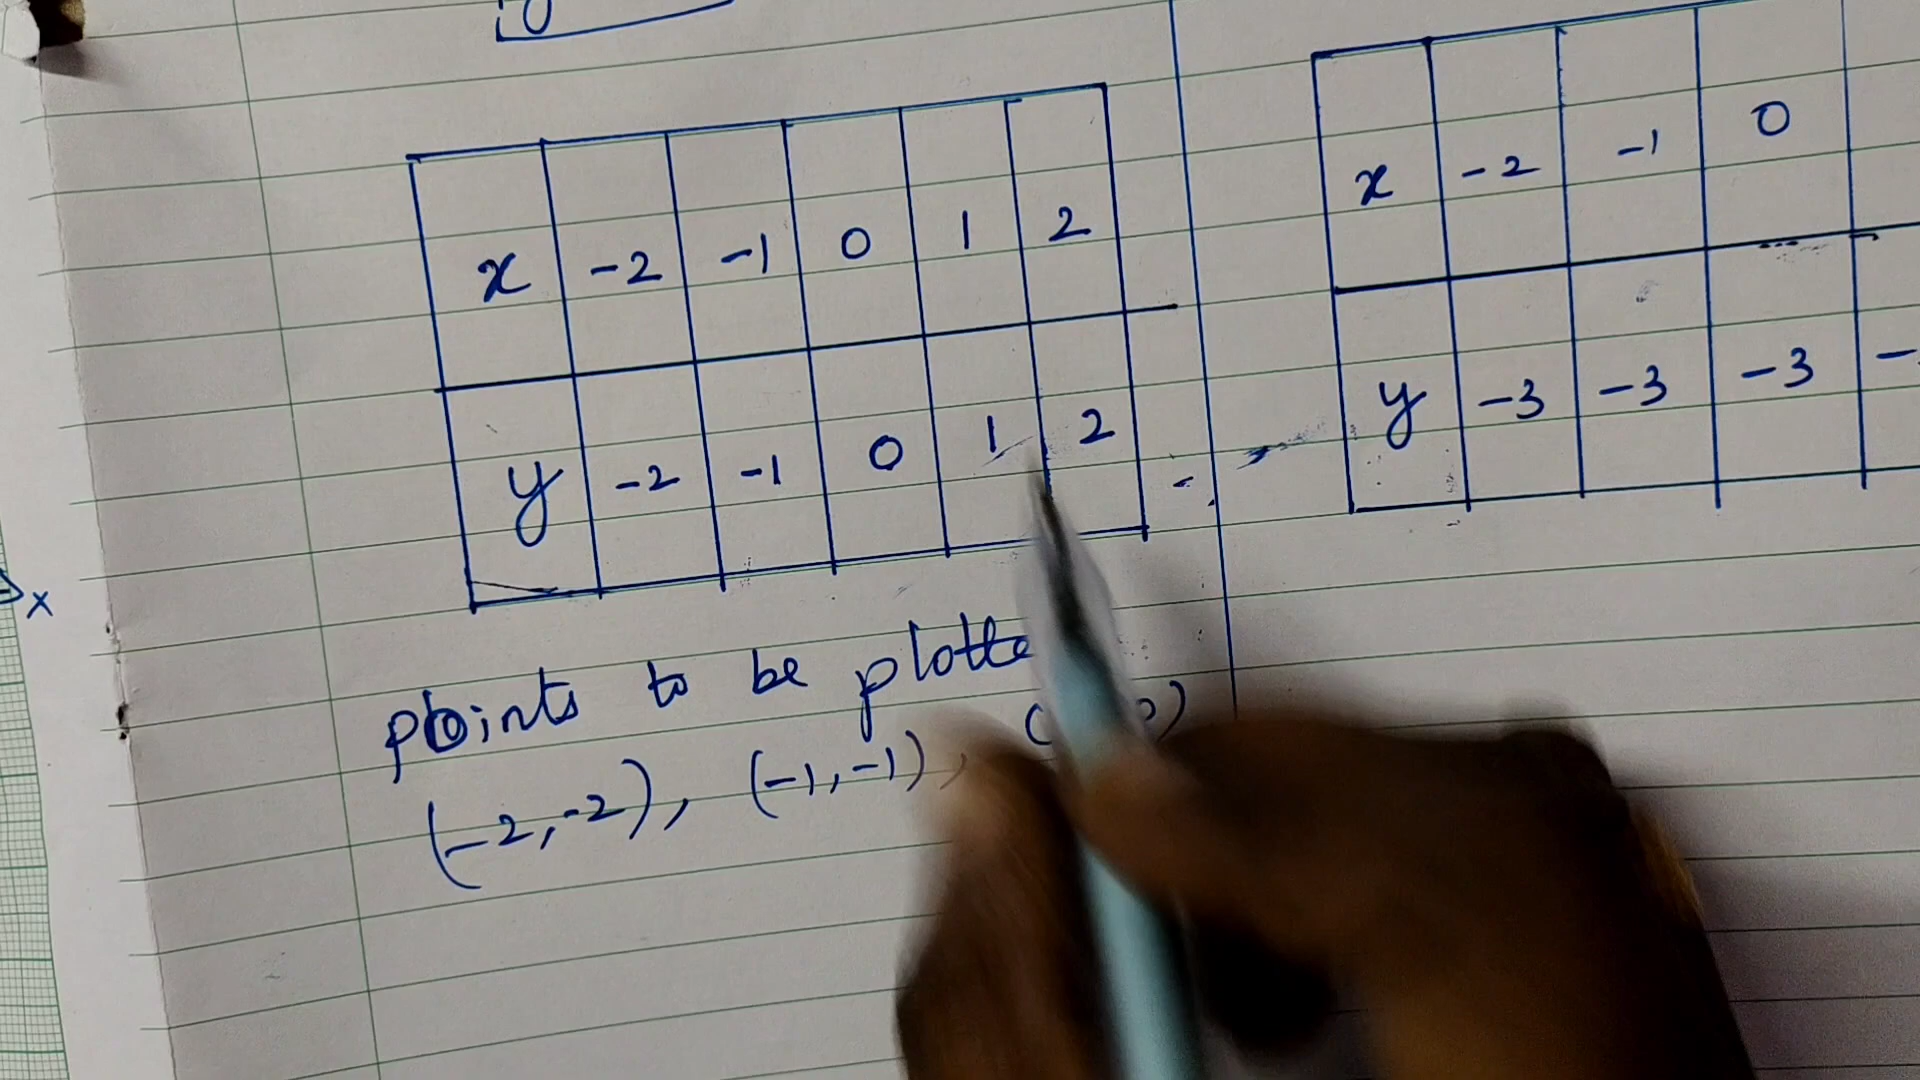 x -2 -1 0 1 2
y -2 -1 0 1 2
points to be
(-2,-2), (-1,-1),
x -2 -1 0
y -3 -3 -3
x